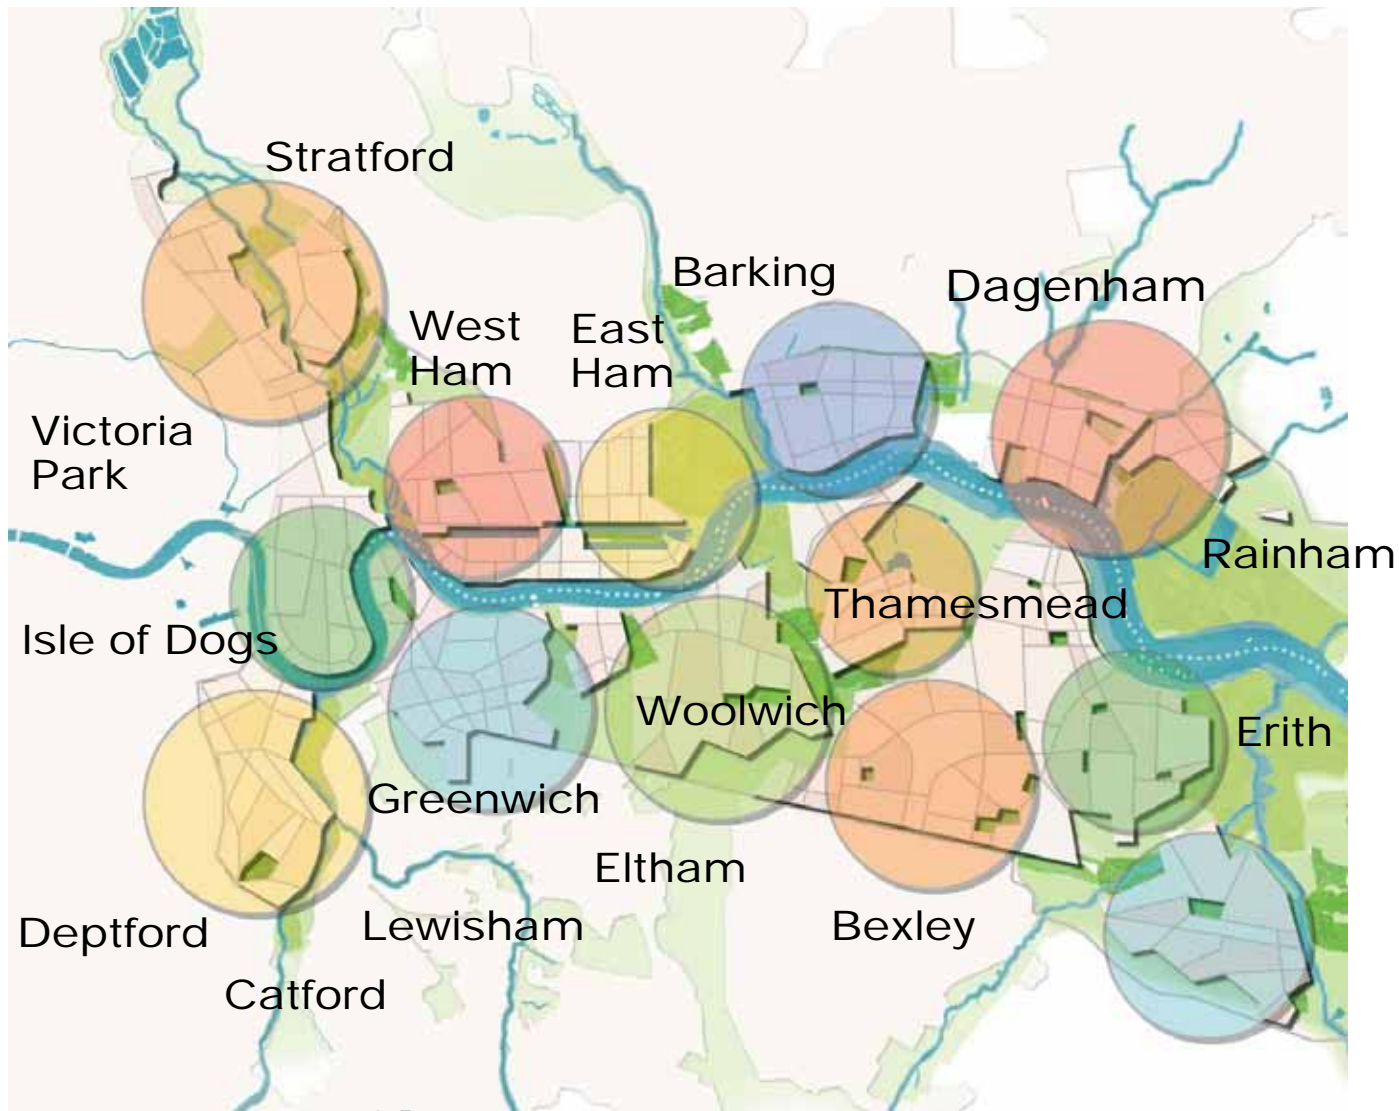 Stratford
Barking
Dagenham
West
Ham
East
Ham
Victoria
Park
Rainham
Thamesmead
Isle of Dogs
Woolwich
Erith
Greenwich
Eltham
Bexley
Lewisham
Deptford
Catford